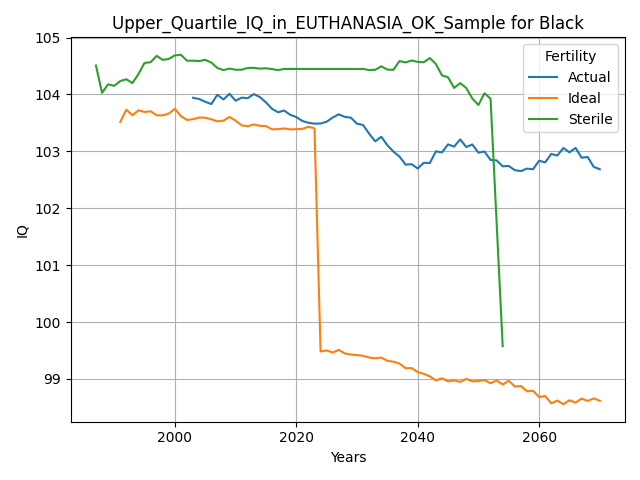 Upper_Quartile_IQ_in_EUTHANASIA_OK_Sample for Black
105
104
103
102
101
100
99
IQ
Fertility
Actual
Ideal
Sterile
2000
2020
2040
2060
Years